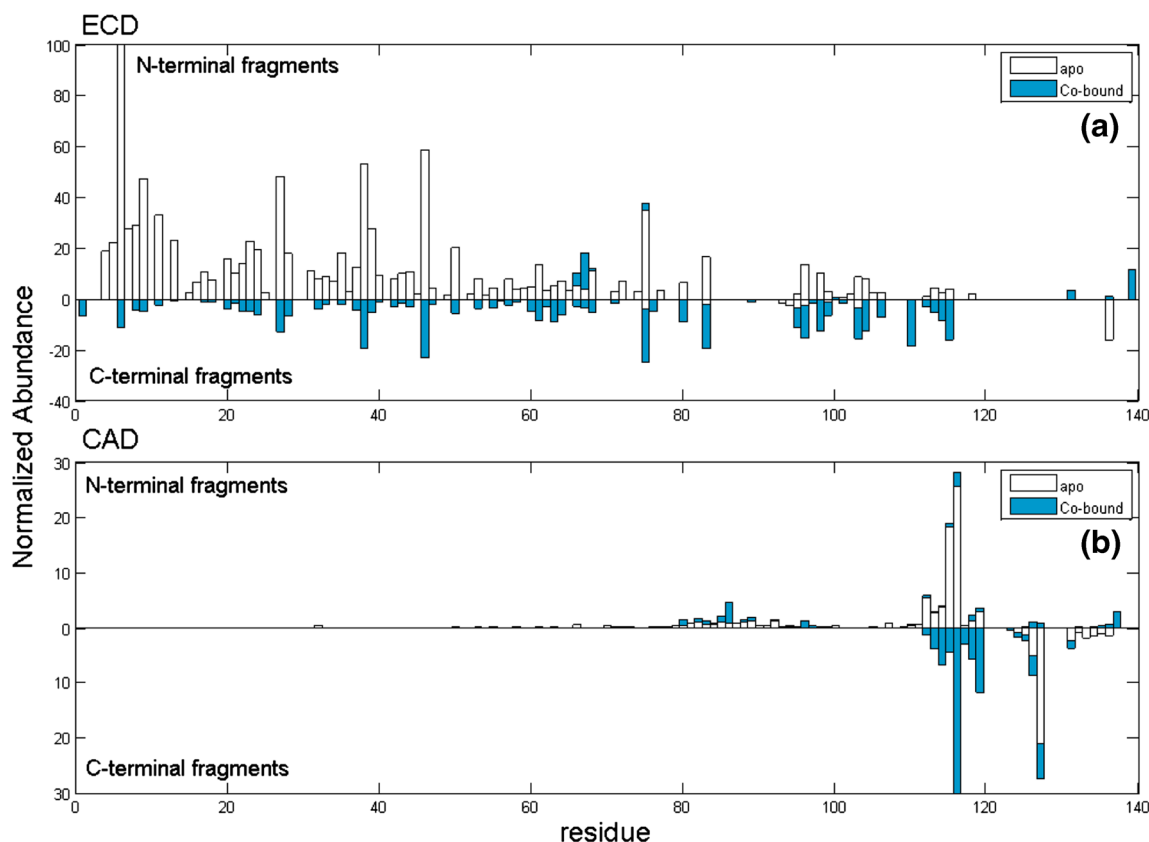 ECD
100
80
60
40
20
0
-20
-40
N-terminal fragments
C-terminal fragments
apo
Co-bound
(a)
0 20 40 60 80 100 120 140
Normalized Abundance
CAD
30
20
10
0
10
20
30
N-terminal fragments
C-terminal fragments
apo
Co-bound
(b)
0 20 40 60 80 100 120 140
residue